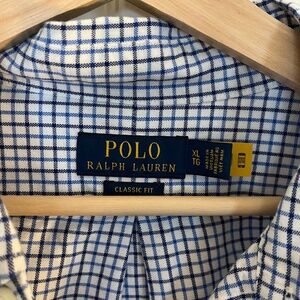 POLO
RALPH LAUREN
CLASSIC FIT
XL
TG